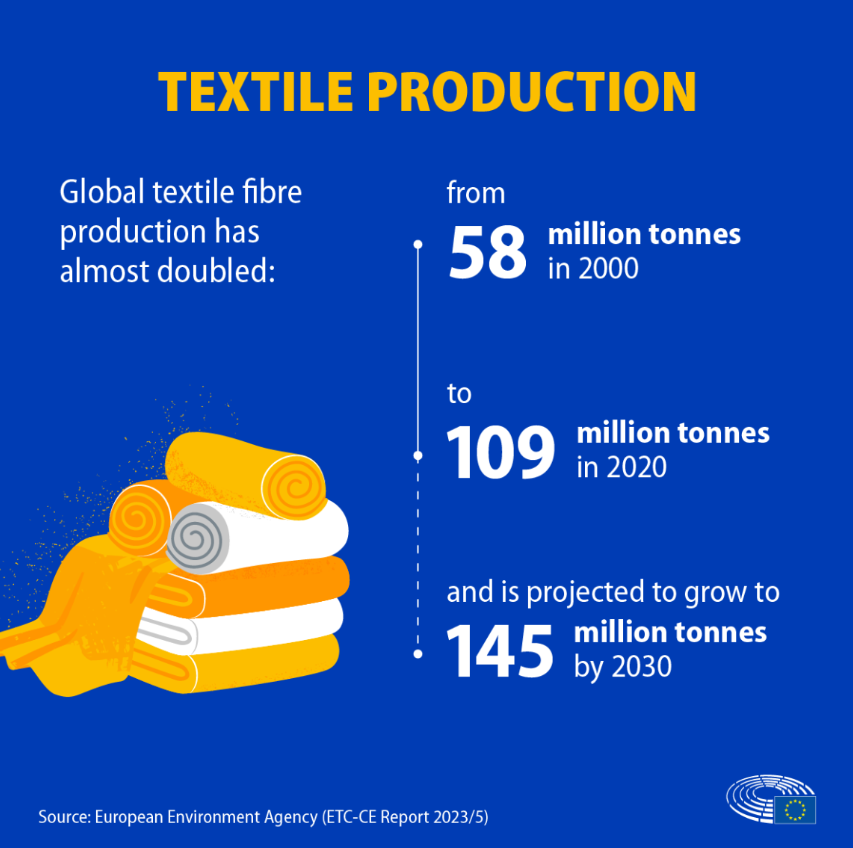 TEXTILE PRODUCTION
Global textile fibre
production has
almost doubled:
from
58 million tonnes
in 2000
to
109 million tonnes
in 2020
and is projected to grow to
145 million tonnes
by 2030
Source: European Environment Agency (ETC-CE Report 2023/5)